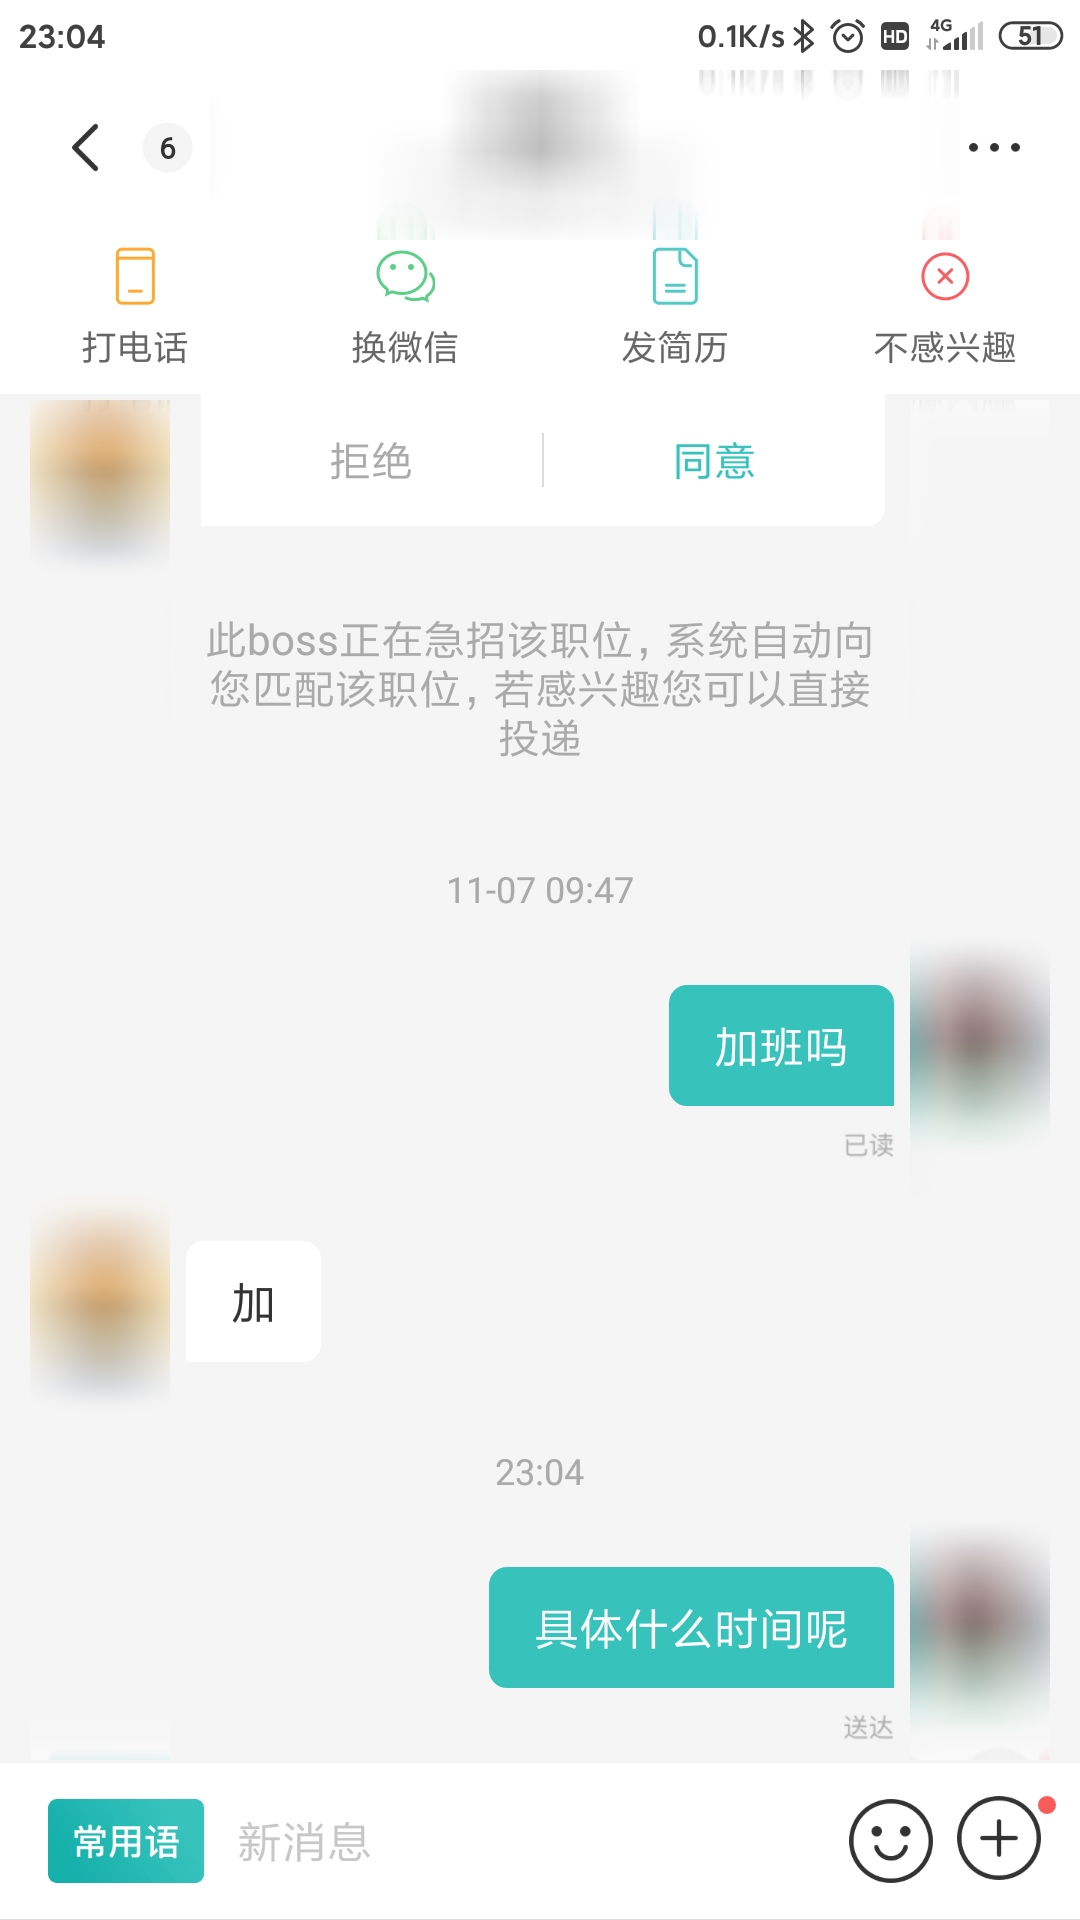 23:04 0.1K/s HD 4G 51
6
打电话 换微信 发简历 不感兴趣
拒绝 同意
此boss正在急招该职位，系统自动向
您匹配该职位，若感兴趣您可以直接
投递
11-07 09:47
加班吗
已读
加
23:04
具体什么时间呢
送达
常用语 新消息